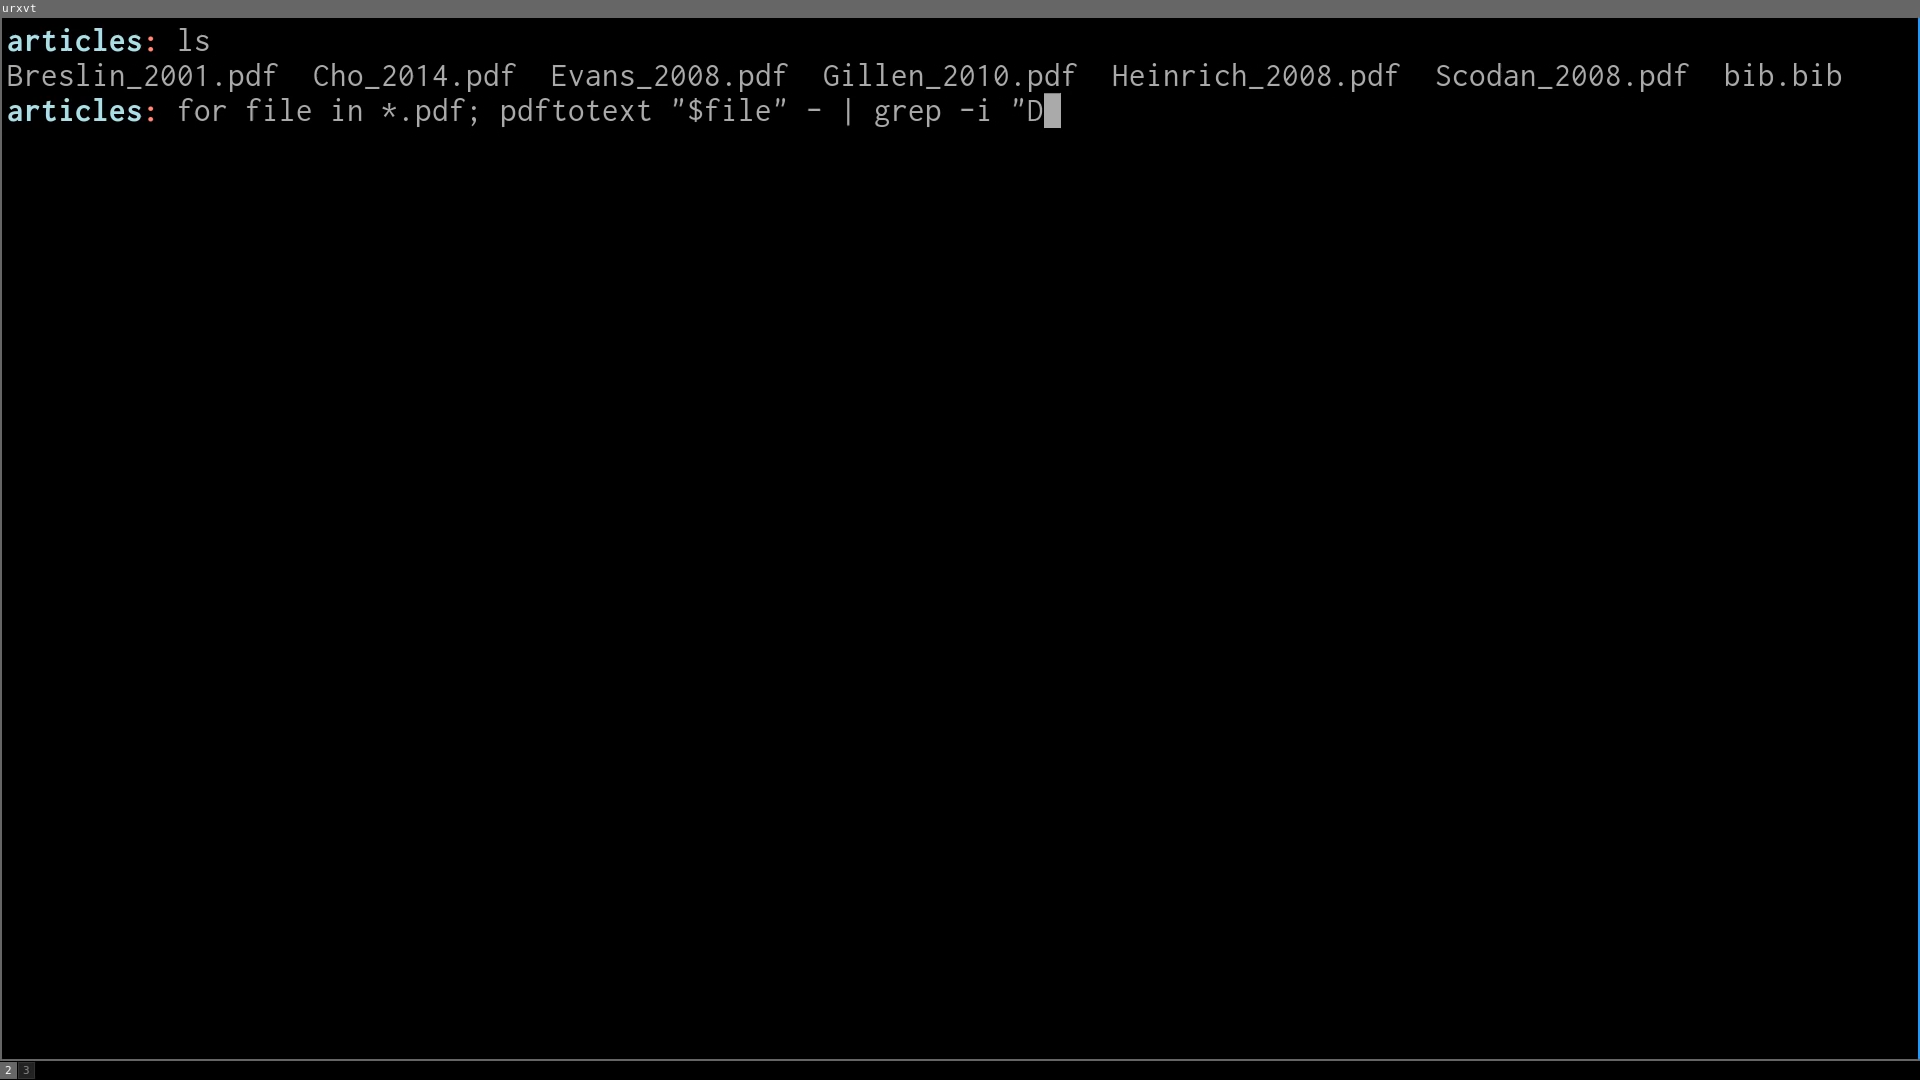 urxvt
articles: ls
Breslin_2001.pdf  Cho_2014.pdf  Evans_2008.pdf  Gillen_2010.pdf  Heinrich_2008.pdf  Scodan_2008.pdf  bib.bib
articles: for file in *.pdf; pdftotext "$file" - | grep -i "D
2 3